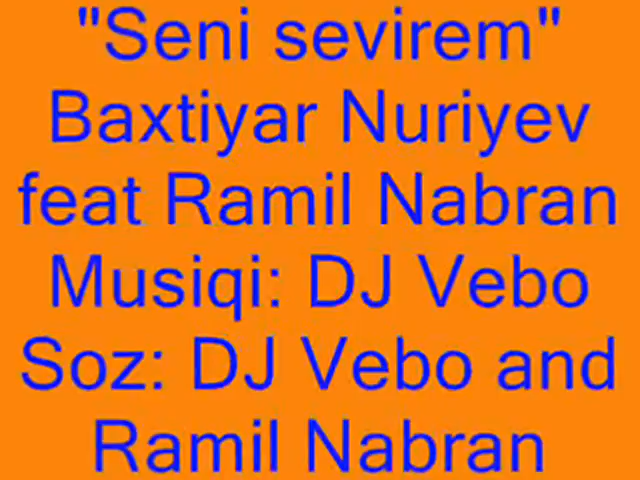 "Seni sevirem"
Baxtiyar Nuriyev
feat Ramil Nabran
Musiqi: DJ Vebo
Soz: DJ Vebo and
Ramil Nabran